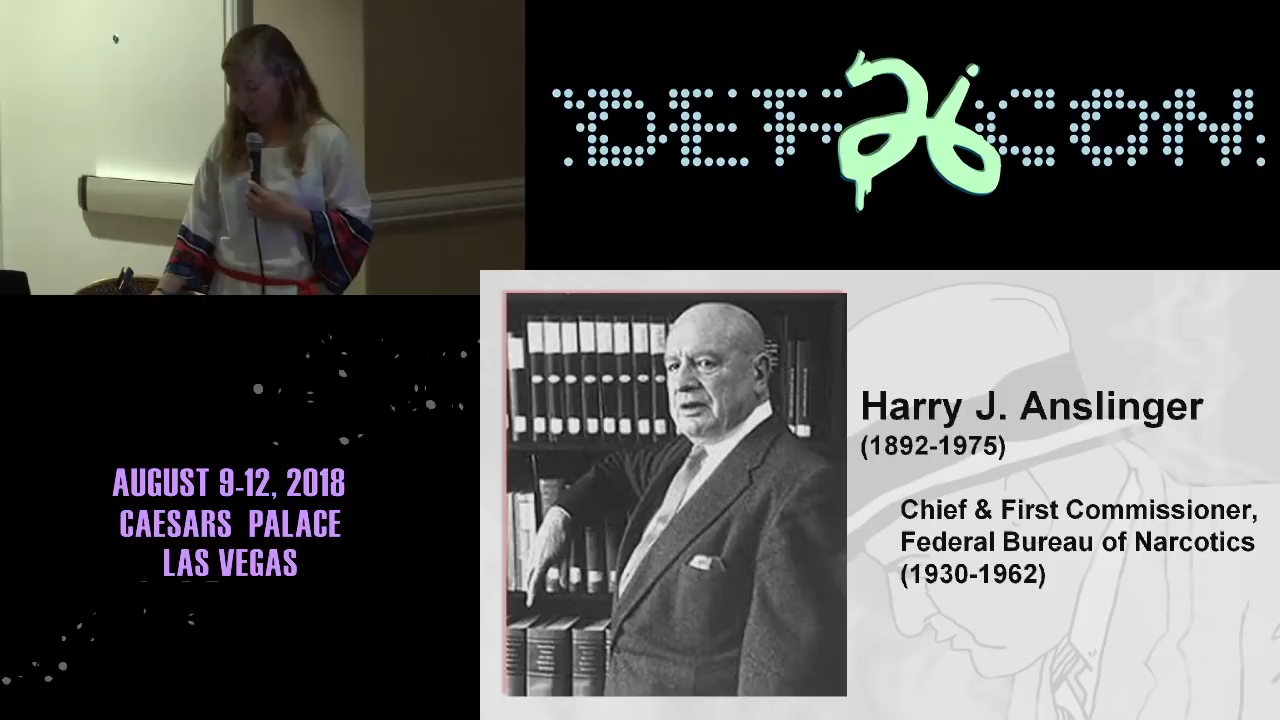 DEF CON
26
AUGUST 9-12, 2018
CAESARS PALACE
LAS VEGAS
Harry J. Anslinger
(1892-1975)
Chief & First Commissioner,
Federal Bureau of Narcotics
(1930-1962)